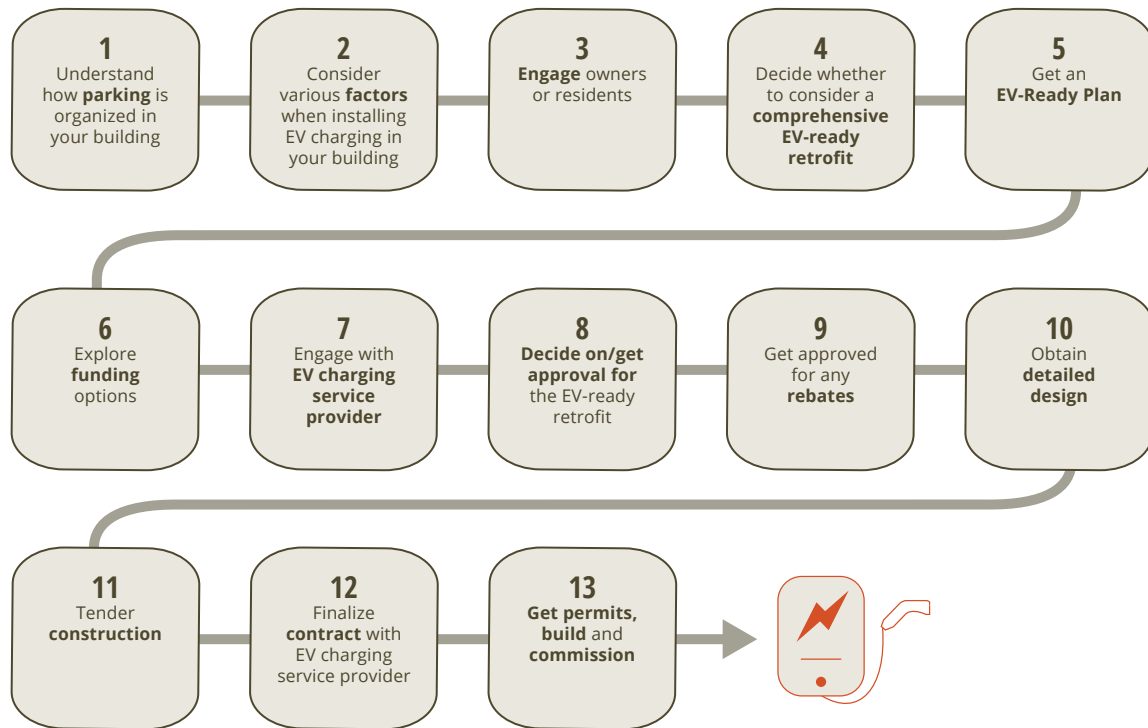 1
Understand
how parking is
organized in
your building
2
Consider
various factors
when installing
EV charging in
your building
3
Engage owners
or residents
4
Decide whether
to consider a
comprehensive
EV-ready
retrofit
5
Get an
EV-Ready Plan
6
Explore
funding
options
7
Engage with
EV charging
service
provider
8
Decide on/get
approval for
the EV-ready
retrofit
9
Get approved
for any
rebates
10
Obtain
detailed
design
11
Tender
construction
12
Finalize
contract with
EV charging
service provider
13
Get permits,
build and
commission